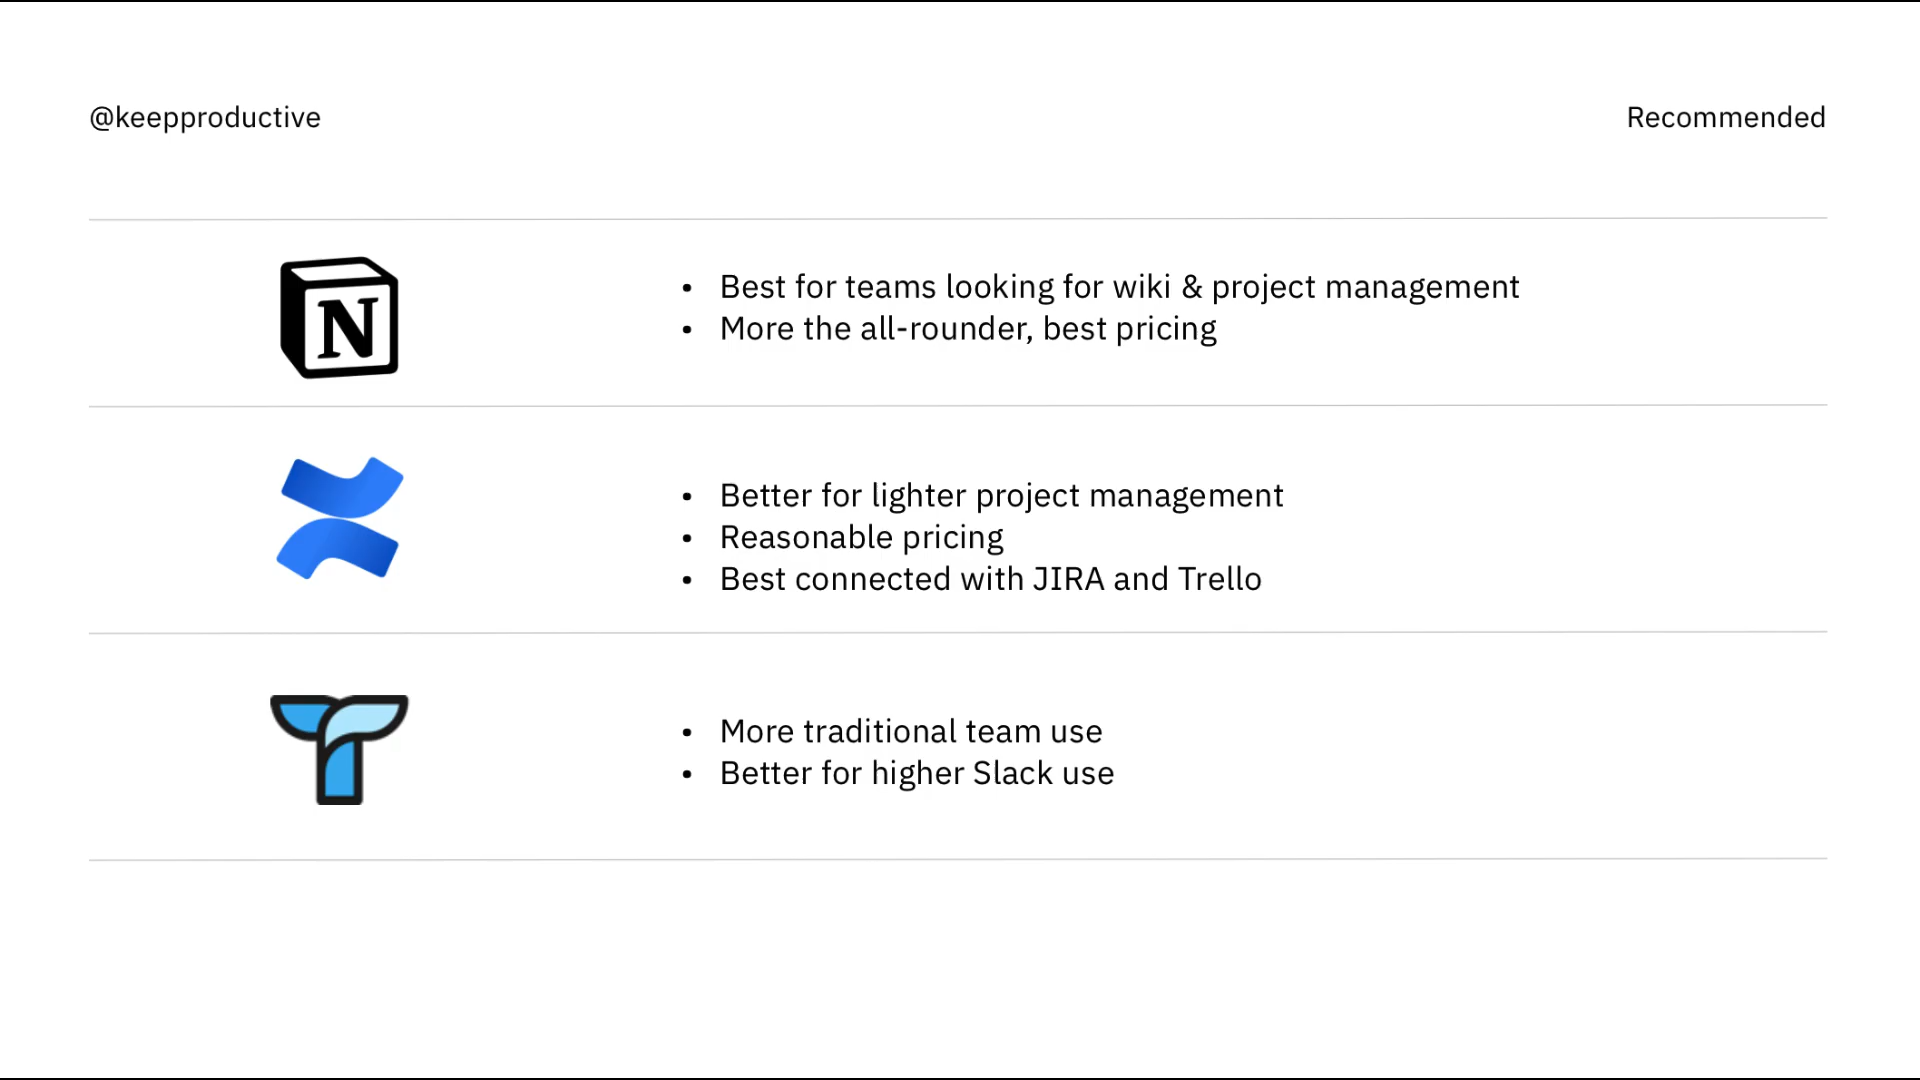 @keepproductive
Recommended
N
• Best for teams looking for wiki & project management
• More the all-rounder, best pricing
• Better for lighter project management
• Reasonable pricing
• Best connected with JIRA and Trello
• More traditional team use
• Better for higher Slack use